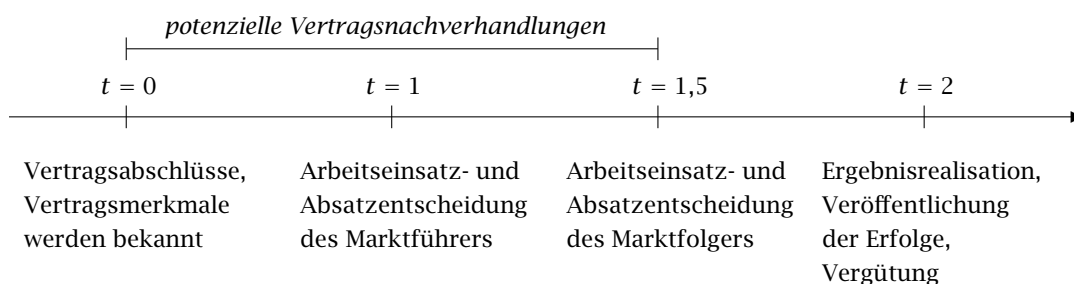 potenzielle Vertragsnachverhandlungen
t = 0
t = 1
t = 1,5
t = 2
Vertragsabschlüsse,
Vertragsmerkmale
werden bekannt
Arbeitseinsatz- und
Absatzentscheidung
des Marktführers
Arbeitseinsatz- und
Absatzentscheidung
des Marktfolgers
Ergebnisrealisation,
Veröffentlichung
der Erfolge,
Vergütung